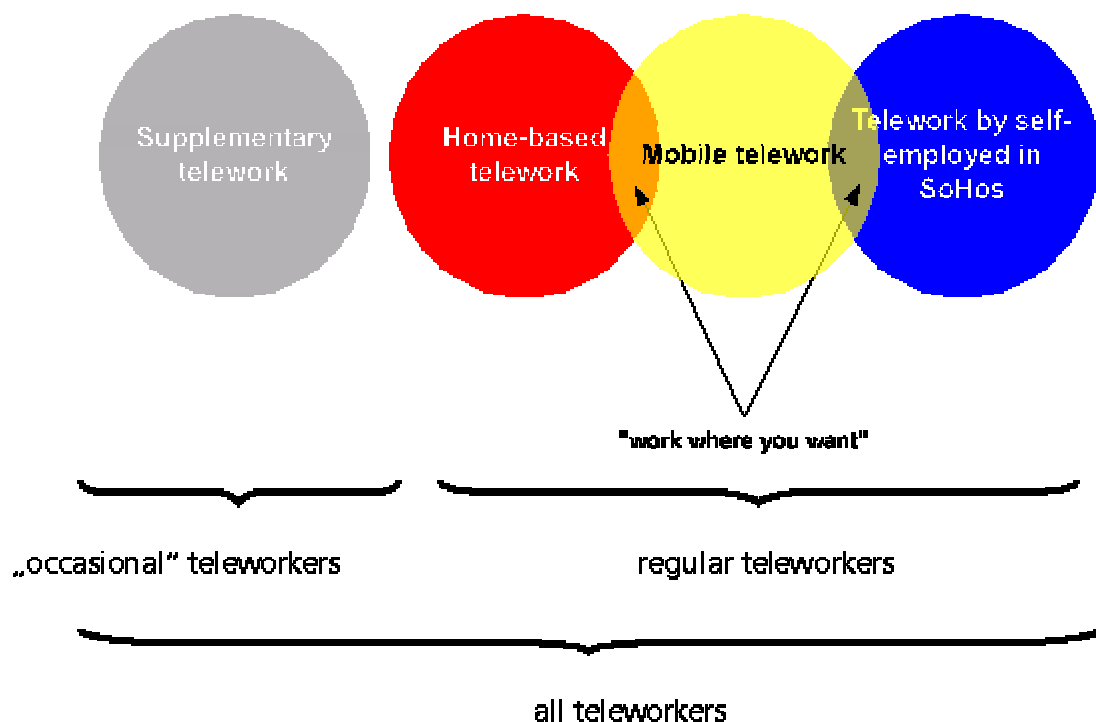 Supplementary
telework
Home-based
telework
Mobile telework
Telework by self-
employed in
SoHos
"work where you want"
„occasional“ teleworkers
regular teleworkers
all teleworkers